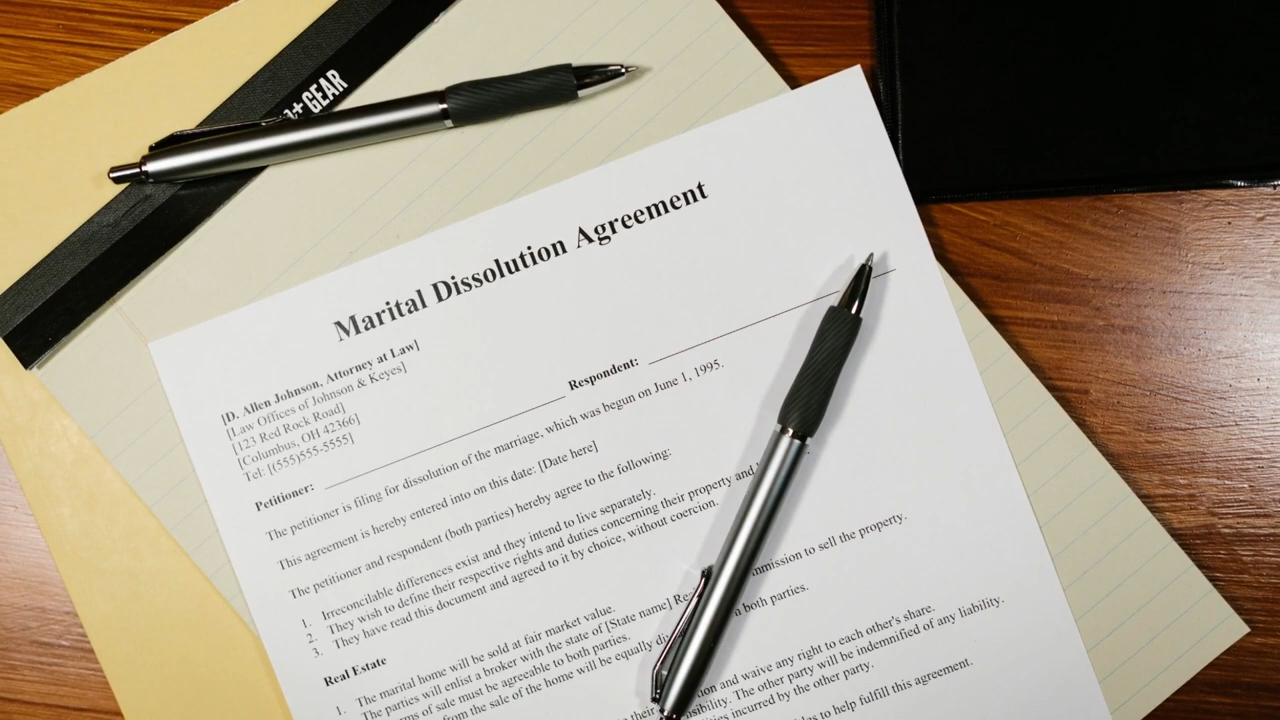 GEAR
Marital Dissolution Agreement
[D. Allen Johnson, Attorney at Law]
[Law Offices of Johnson & Keyes]
[123 Red Rock Road]
[Columbus, OH 42366]
Tel: [(555)555-5555]
Petitioner: Respondent:
The petitioner is filing for dissolution of the marriage, which was begun on June 1, 1995.
This agreement is hereby entered into on this date: [Date here]
The petitioner and respondent (both parties) hereby agree to the following:
1. Irreconcilable differences exist and they intend to live separately.
2. They wish to define their respective rights and duties concerning their property and
3. They have read this document and agreed to it by choice, without coercion.
Real Estate
1. The marital home will be sold at fair market value.
The parties will enlist a broker with the state of [State name] to sell the property.
of sale must be agreeable to both parties.
from the sale of the home will be equally both parties.
and waive any right to each other's share.
The other party will be indemnified of any liability.
incurred by the other party.
to help fulfill this agreement.